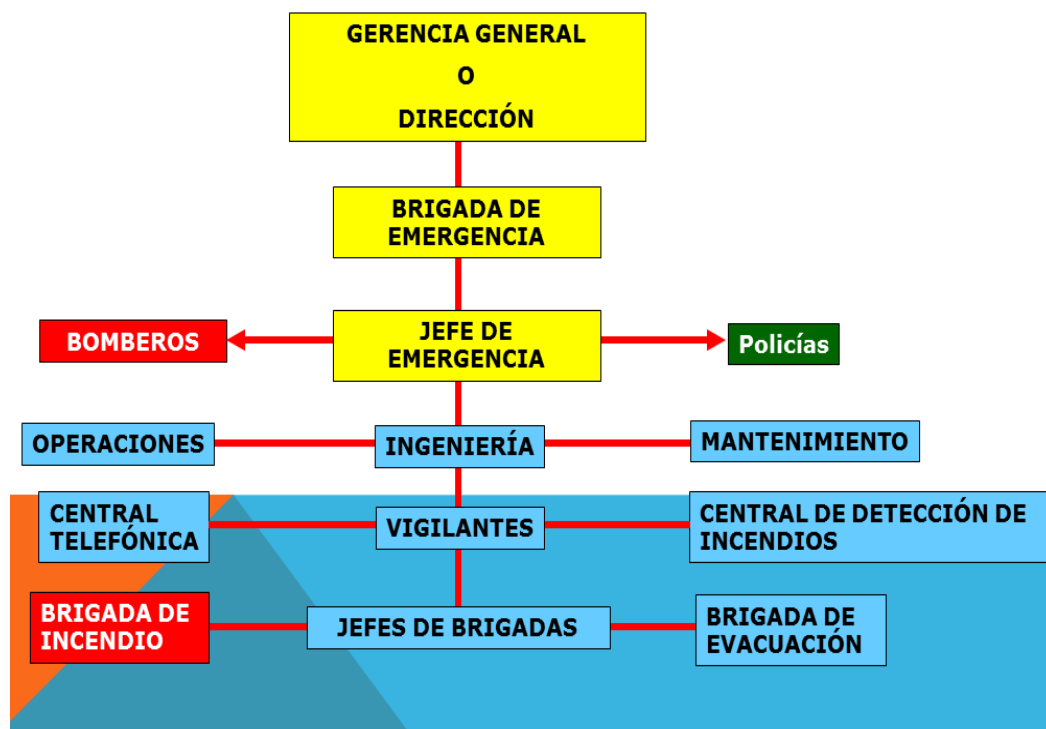 GERENCIA GENERAL
O
DIRECCIÓN
BRIGADA DE
EMERGENCIA
BOMBEROS
JEFE DE
EMERGENCIA
Policías
OPERACIONES
INGENIERÍA
MANTENIMIENTO
CENTRAL
TELEFÓNICA
VIGILANTES
CENTRAL DE DETECCIÓN DE
INCENDIOS
BRIGADA DE
INCENDIO
JEFES DE BRIGADAS
BRIGADA DE
EVACUACIÓN